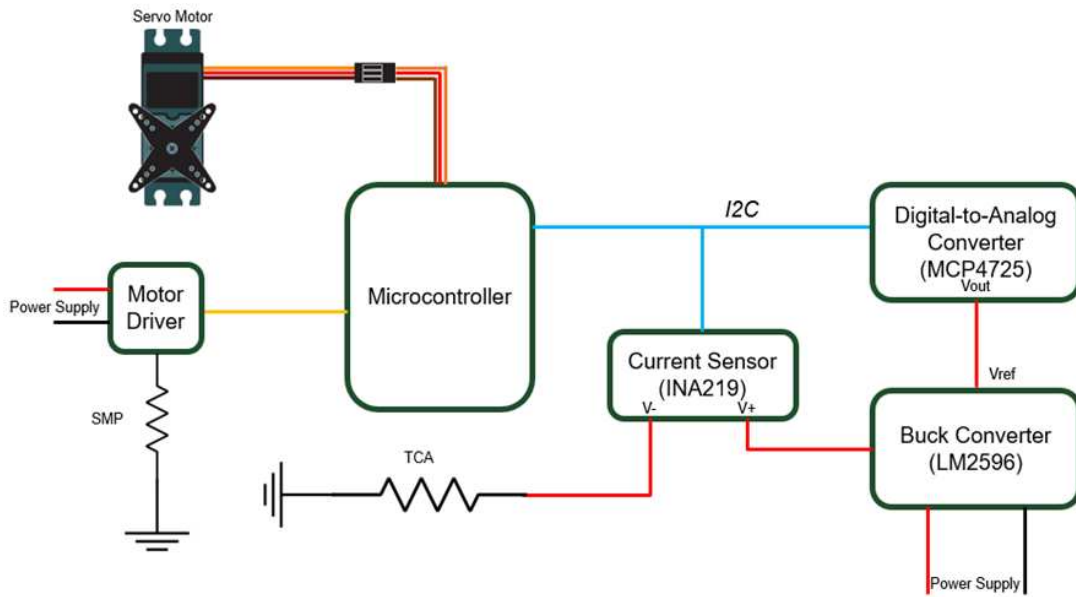 Servo Motor
I2C
Digital-to-Analog
Converter
(MCP4725)
Vout
Motor
Driver
Power Supply
Microcontroller
Current Sensor
(INA219)
V-
V+
Vref
SMP
Buck Converter
(LM2596)
TCA
Power Supply